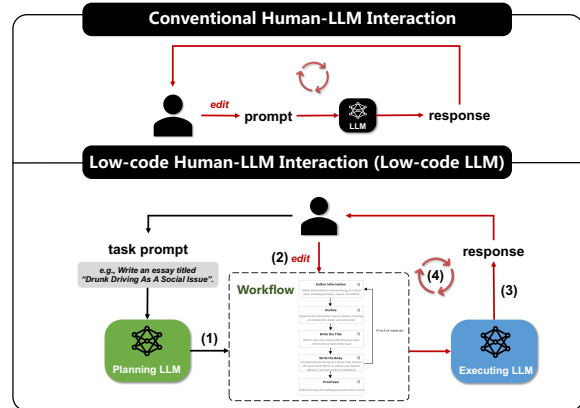 Conventional Human-LLM Interaction
edit
prompt
LLM
response
Low-code Human-LLM Interaction (Low-code LLM)
task prompt
e.g., Write an essay titled
"Drunk Driving As A Social Issue".
(2) edit
response
(4)
(3)
Workflow
Gather Information
Outline
If lack of materials
Write the Title
Write the Body
Proofread
(1)
Planning LLM
Executing LLM